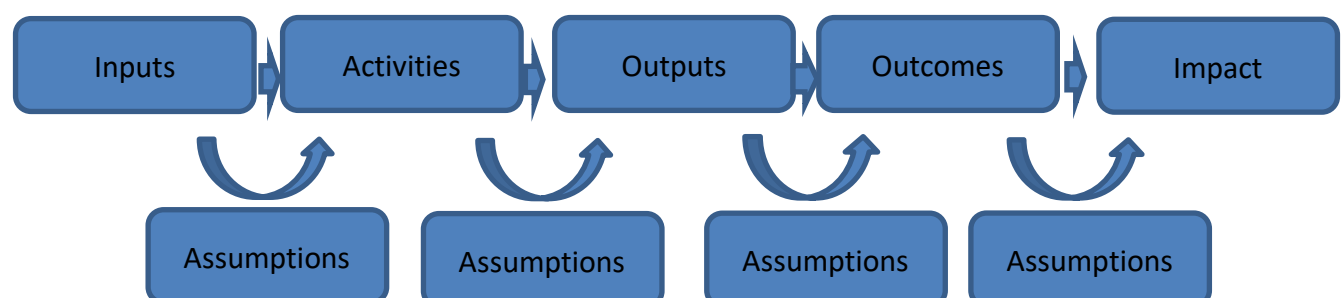 Inputs
Activities
Outputs
Outcomes
Impact
Assumptions
Assumptions
Assumptions
Assumptions